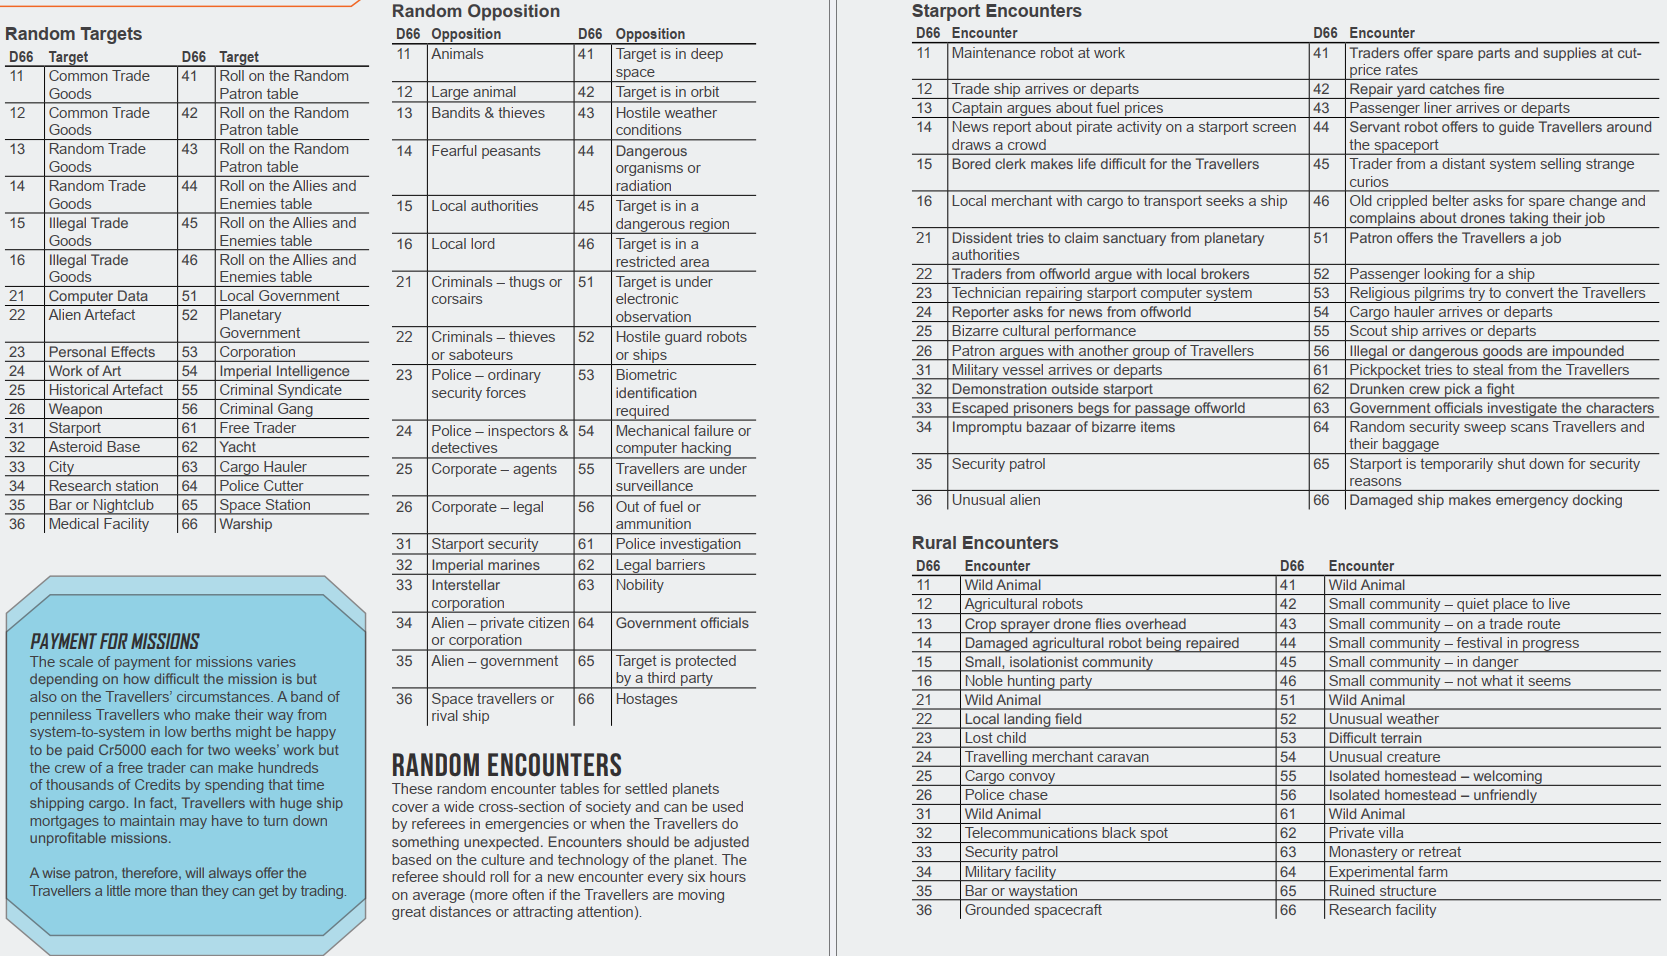 Random Targets
D66 Target D66 Target
11 Common Trade Goods 41 Roll on the Random Patron table
12 Common Trade Goods 42 Roll on the Random Patron table
13 Random Trade Goods 43 Roll on the Random Patron table
14 Random Trade Goods 44 Roll on the Allies and Enemies table
15 Illegal Trade Goods 45 Roll on the Allies and Enemies table
16 Illegal Trade Goods 46 Roll on the Allies and Enemies table
21 Computer Data 51 Local Government
22 Alien Artefact 52 Planetary Government
23 Personal Effects 53 Corporation
24 Work of Art 54 Imperial Intelligence
25 Historical Artefact 55 Criminal Syndicate
26 Weapon 56 Criminal Gang
31 Starport 61 Free Trader
32 Asteroid Base 62 Yacht
33 City 63 Cargo Hauler
34 Research station 64 Police Cutter
35 Bar or Nightclub 65 Space Station
36 Medical Facility 66 Warship
PAYMENT FOR MISSIONS
The scale of payment for missions varies
depending on how difficult the mission is but
also on the Travellers' circumstances. A band of
penniless Travellers who make their way from
system-to-system in low berths might be happy
to be paid Cr5000 each for two weeks' work but
the crew of a free trader can make hundreds
of thousands of Credits by spending that time
shipping cargo. In fact, Travellers with huge ship
mortgages to maintain may have to turn down
unprofitable missions.
A wise patron, therefore, will always offer the
Travellers a little more than they can get by trading.
Random Opposition
D66 Opposition D66 Opposition
11 Animals 41 Target is in deep space
12 Large animal 42 Target is in orbit
13 Bandits & thieves 43 Hostile weather conditions
14 Fearful peasants 44 Dangerous organisms or radiation
15 Local authorities 45 Target is in a dangerous region
16 Local lord 46 Target is in a restricted area
21 Criminals – thugs or corsairs 51 Target is under electronic observation
22 Criminals – thieves or saboteurs 52 Hostile guard robots or ships
23 Police – ordinary security forces 53 Biometric identification required
24 Police – inspectors & detectives 54 Mechanical failure or computer hacking
25 Corporate – agents 55 Travellers are under surveillance
26 Corporate – legal 56 Out of fuel or ammunition
31 Starport security 61 Police investigation
32 Imperial marines 62 Legal barriers
33 Interstellar corporation 63 Nobility
34 Alien – private citizen or corporation 64 Government officials
35 Alien – government 65 Target is protected by a third party
36 Space travellers or rival ship 66 Hostages
RANDOM ENCOUNTERS
These random encounter tables for settled planets
cover a wide cross-section of society and can be used
by referees in emergencies or when the Travellers do
something unexpected. Encounters should be adjusted
based on the culture and technology of the planet. The
referee should roll for a new encounter every six hours
on average (more often if the Travellers are moving
great distances or attracting attention).
Starport Encounters
D66 Encounter D66 Encounter
11 Maintenance robot at work 41 Traders offer spare parts and supplies at cut-price rates
12 Trade ship arrives or departs 42 Repair yard catches fire
13 Captain argues about fuel prices 43 Passenger liner arrives or departs
14 News report about pirate activity on a starport screen draws a crowd 44 Servant robot offers to guide Travellers around the spaceport
15 Bored clerk makes life difficult for the Travellers 45 Trader from a distant system selling strange curios
16 Local merchant with cargo to transport seeks a ship 46 Old crippled belter asks for spare change and complains about drones taking their job
21 Dissident tries to claim sanctuary from planetary authorities 51 Patron offers the Travellers a job
22 Traders from offworld argue with local brokers 52 Passenger looking for a ship
23 Technician repairing starport computer system 53 Religious pilgrims try to convert the Travellers
24 Reporter asks for news from offworld 54 Cargo hauler arrives or departs
25 Bizarre cultural performance 55 Scout ship arrives or departs
26 Patron argues with another group of Travellers 56 Illegal or dangerous goods are impounded
31 Military vessel arrives or departs 61 Pickpocket tries to steal from the Travellers
32 Demonstration outside starport 62 Drunken crew pick a fight
33 Escaped prisoners begs for passage offworld 63 Government officials investigate the characters
34 Impromptu bazaar of bizarre items 64 Random security sweep scans Travellers and their baggage
35 Security patrol 65 Starport is temporarily shut down for security reasons
36 Unusual alien 66 Damaged ship makes emergency docking
Rural Encounters
D66 Encounter D66 Encounter
11 Wild Animal 41 Wild Animal
12 Agricultural robots 42 Small community – quiet place to live
13 Crop sprayer drone flies overhead 43 Small community – on a trade route
14 Damaged agricultural robot being repaired 44 Small community – festival in progress
15 Small, isolationist community 45 Small community – in danger
16 Noble hunting party 46 Small community – not what it seems
21 Wild Animal 51 Wild Animal
22 Local landing field 52 Unusual weather
23 Lost child 53 Difficult terrain
24 Travelling merchant caravan 54 Unusual creature
25 Cargo convoy 55 Isolated homestead – welcoming
26 Police chase 56 Isolated homestead – unfriendly
31 Wild Animal 61 Wild Animal
32 Telecommunications black spot 62 Private villa
33 Security patrol 63 Monastery or retreat
34 Military facility 64 Experimental farm
35 Bar or waystation 65 Ruined structure
36 Grounded spacecraft 66 Research facility